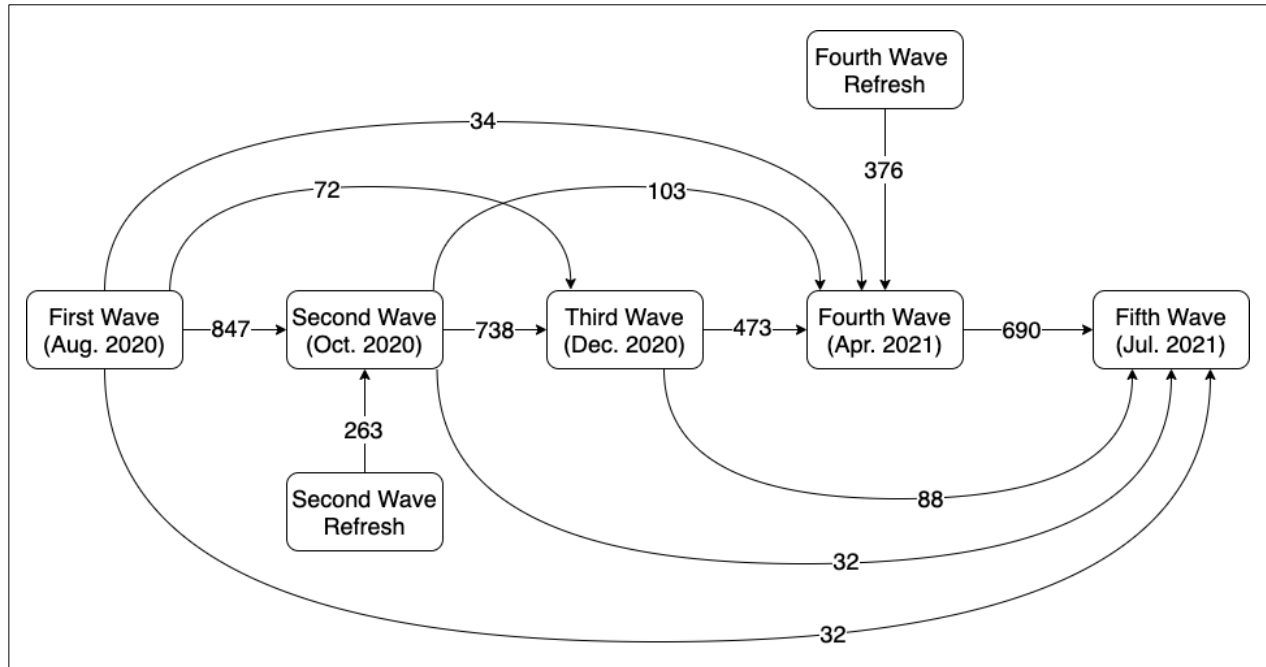 Fourth Wave
Refresh
34
376
72
103
First Wave
(Aug. 2020)
847
Second Wave
(Oct. 2020)
738
Third Wave
(Dec. 2020)
473
Fourth Wave
(Apr. 2021)
690
Fifth Wave
(Jul. 2021)
263
Second Wave
Refresh
88
32
32